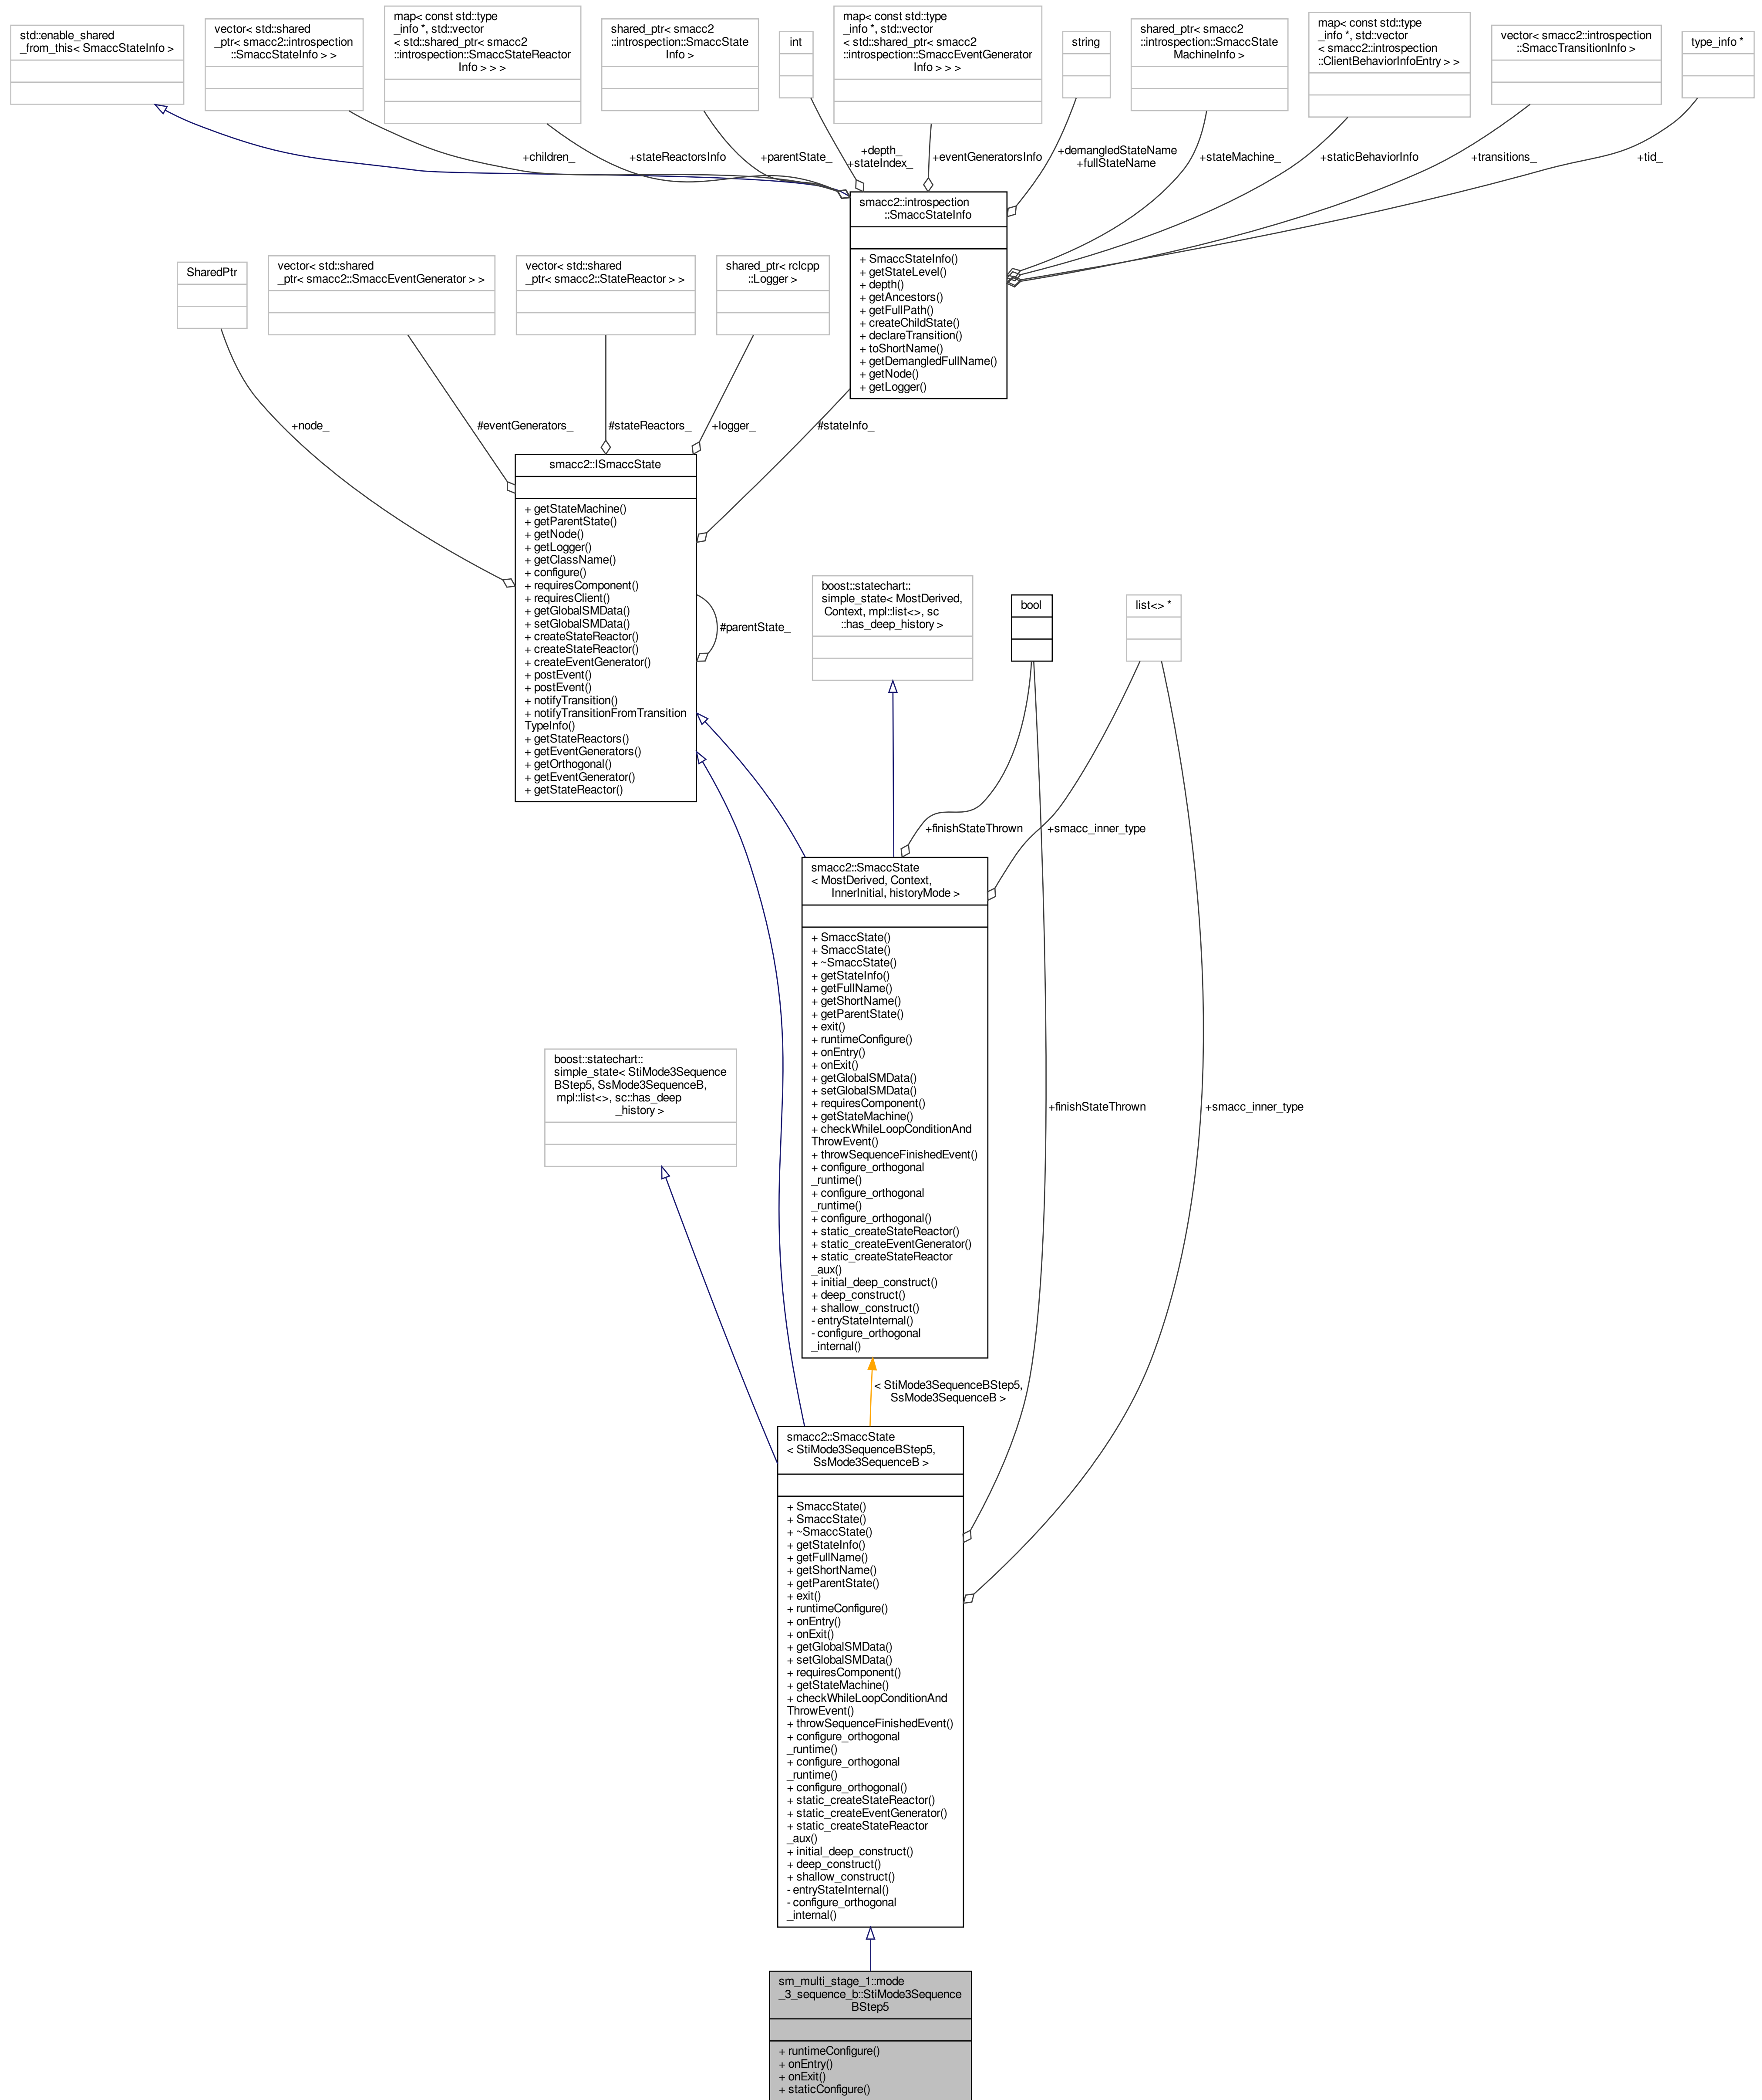 std::enable_shared
_from_this< SmaccStateInfo >
vector< std::shared
_ptr< smacc2::introspection
::SmaccStateInfo > >
map< const std::type
_info *, std::vector
< std::shared_ptr< smacc2
::introspection::SmaccStateReactor
Info > > >
shared_ptr< smacc2
::introspection::SmaccState
Info >
int
map< const std::type
_info *, std::vector
< std::shared_ptr< smacc2
::introspection::SmaccEventGenerator
Info > > >
string
shared_ptr< smacc2
::introspection::SmaccState
MachineInfo >
map< const std::type
_info *, std::vector
< smacc2::introspection
::ClientBehaviorInfoEntry > >
vector< smacc2::introspection
::SmaccTransitionInfo >
type_info *
+children_
+stateReactorsInfo
+parentState_
+depth_
+stateIndex_
+eventGeneratorsInfo
+demangledStateName
+fullStateName
+stateMachine_
+staticBehaviorInfo
+transitions_
+tid_
smacc2::introspection
::SmaccStateInfo
+ SmaccStateInfo()
+ getStateLevel()
+ depth()
+ getAncestors()
+ getFullPath()
+ createChildState()
+ declareTransition()
+ toShortName()
+ getDemangledFullName()
+ getNode()
+ getLogger()
SharedPtr
vector< std::shared
_ptr< smacc2::SmaccEventGenerator > >
vector< std::shared
_ptr< smacc2::StateReactor > >
shared_ptr< rclcpp
::Logger >
+node_
#eventGenerators_
#stateReactors_
+logger_
#stateInfo_
smacc2::ISmaccState
+ getStateMachine()
+ getParentState()
+ getNode()
+ getLogger()
+ getClassName()
+ configure()
+ requiresComponent()
+ requiresClient()
+ getGlobalSMData()
+ setGlobalSMData()
+ createStateReactor()
+ createStateReactor()
+ createEventGenerator()
+ postEvent()
+ postEvent()
+ notifyTransition()
+ notifyTransitionFromTransition
TypeInfo()
+ getStateReactors()
+ getEventGenerators()
+ getOrthogonal()
+ getEventGenerator()
+ getStateReactor()
#parentState_
boost::statechart::
simple_state< MostDerived,
Context, mpl::list<>, sc
::has_deep_history >
bool
list<> *
+finishStateThrown
+smacc_inner_type
smacc2::SmaccState
< MostDerived, Context,
InnerInitial, historyMode >
+ SmaccState()
+ SmaccState()
+ ~SmaccState()
+ getStateInfo()
+ getFullName()
+ getShortName()
+ getParentState()
+ exit()
+ runtimeConfigure()
+ onEntry()
+ onExit()
+ getGlobalSMData()
+ setGlobalSMData()
+ requiresComponent()
+ getStateMachine()
+ checkWhileLoopConditionAnd
ThrowEvent()
+ throwSequenceFinishedEvent()
+ configure_orthogonal
_runtime()
+ configure_orthogonal
_runtime()
+ configure_orthogonal()
+ static_createStateReactor()
+ static_createEventGenerator()
+ static_createStateReactor
_aux()
+ initial_deep_construct()
+ deep_construct()
+ shallow_construct()
- entryStateInternal()
- configure_orthogonal
_internal()
boost::statechart::
simple_state< StiMode3Sequence
BStep5, SsMode3SequenceB,
mpl::list<>, sc::has_deep
_history >
+finishStateThrown
+smacc_inner_type
< StiMode3SequenceBStep5,
SsMode3SequenceB >
smacc2::SmaccState
< StiMode3SequenceBStep5,
SsMode3SequenceB >
+ SmaccState()
+ SmaccState()
+ ~SmaccState()
+ getStateInfo()
+ getFullName()
+ getShortName()
+ getParentState()
+ exit()
+ runtimeConfigure()
+ onEntry()
+ onExit()
+ getGlobalSMData()
+ setGlobalSMData()
+ requiresComponent()
+ getStateMachine()
+ checkWhileLoopConditionAnd
ThrowEvent()
+ throwSequenceFinishedEvent()
+ configure_orthogonal
_runtime()
+ configure_orthogonal
_runtime()
+ configure_orthogonal()
+ static_createStateReactor()
+ static_createEventGenerator()
+ static_createStateReactor
_aux()
+ initial_deep_construct()
+ deep_construct()
+ shallow_construct()
- entryStateInternal()
- configure_orthogonal
_internal()
sm_multi_stage_1::mode
_3_sequence_b::StiMode3Sequence
BStep5
+ runtimeConfigure()
+ onEntry()
+ onExit()
+ staticConfigure()